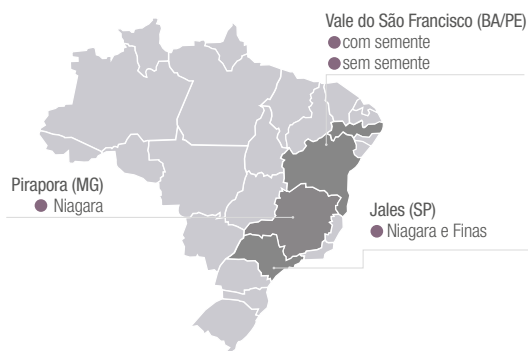 Vale do São Francisco (BA/PE)
com semente
sem semente
Pirapora (MG)
Niagara
Jales (SP)
Niagara e Finas